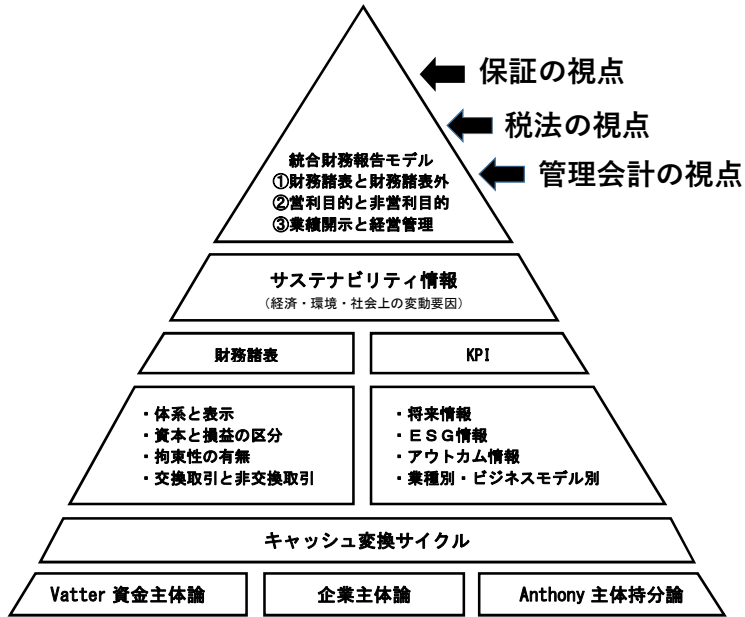 保証の視点
税法の視点
管理会計の視点
統合財務報告モデル
①財務諸表と財務諸表外
②営利目的と非営利目的
③業績開示と経営管理
サステナビリティ情報
（経済・環境・社会上の変動要因）
財務諸表
KPI
・体系と表示
・資本と損益の区分
・拘束性の有無
・交換取引と非交換取引
・将来情報
・ＥＳＧ情報
・アウトカム情報
・業種別・ビジネスモデル別
キャッシュ変換サイクル
Vatter 資金主体論
企業主体論
Anthony 主体持分論